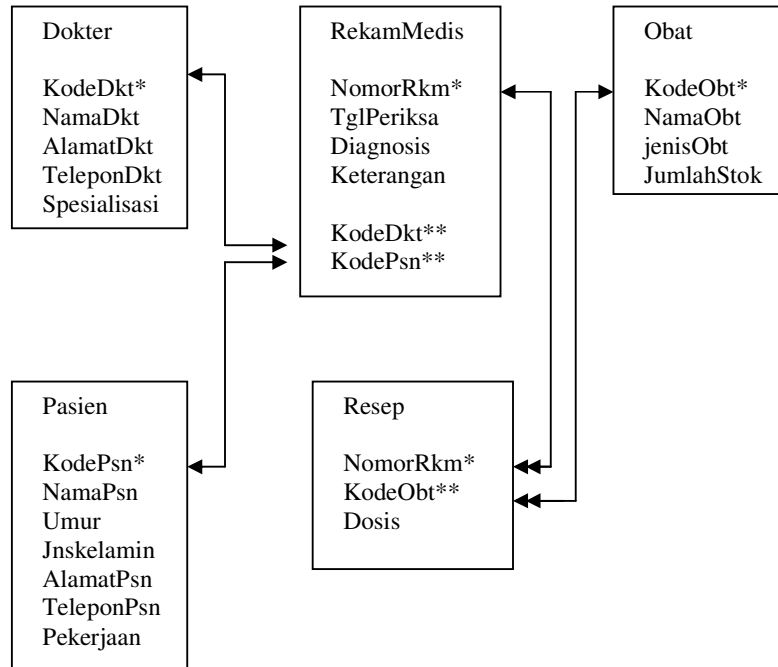 Dokter
KodeDkt*
NamaDkt
AlamatDkt
TeleponDkt
Spesialisasi
RekamMedis
NomorRkm*
TglPeriksa
Diagnosis
Keterangan
KodeDkt**
KodePsn**
Obat
KodeObt*
NamaObt
jenisObt
JumlahStok
Pasien
KodePsn*
NamaPsn
Umur
Jnskelamin
AlamatPsn
TeleponPsn
Pekerjaan
Resep
NomorRkm*
KodeObt**
Dosis